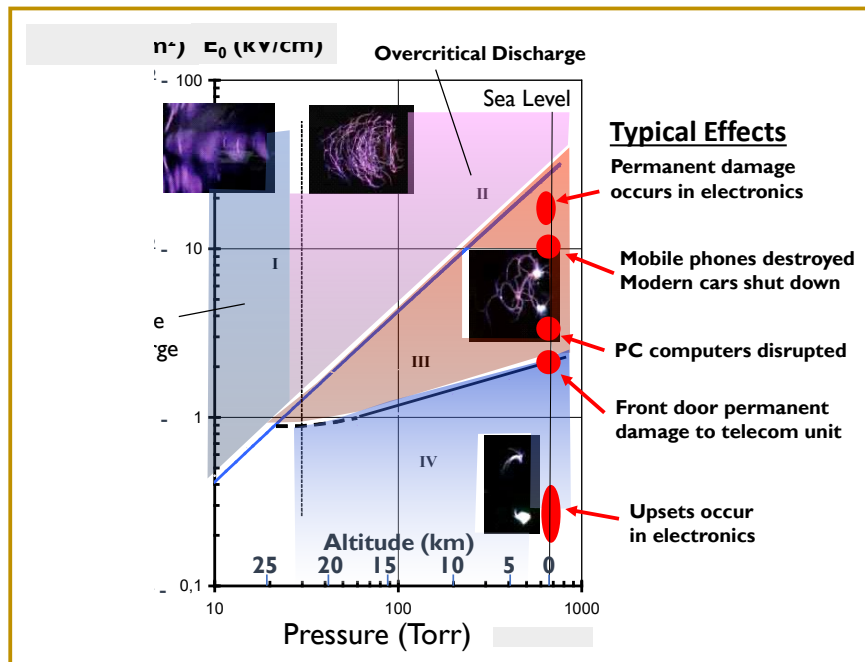 E₀ (kV/cm)
Overcritical Discharge
100
Sea Level
Typical Effects
Permanent damage
occurs in electronics
II
10
I
Mobile phones destroyed
Modern cars shut down
III
PC computers disrupted
1
Front door permanent
damage to telecom unit
IV
Upsets occur
in electronics
Altitude (km)
25 20 15 10 5 0
0,1
10 100 1000
Pressure (Torr)